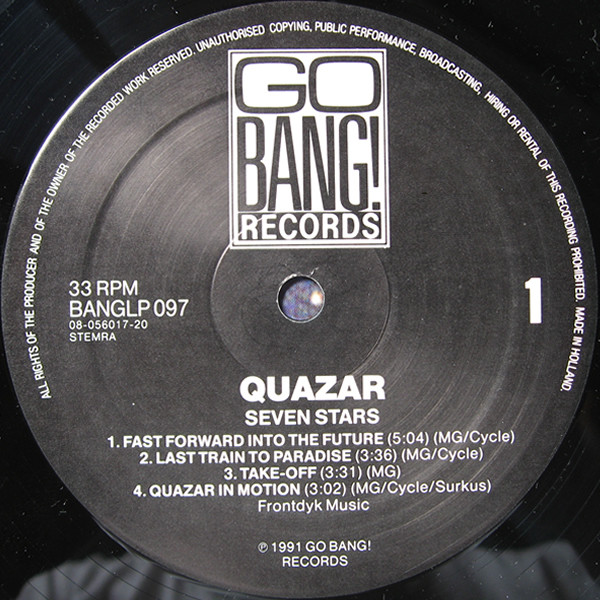 ALL RIGHTS OF THE PRODUCER AND OF THE OWNER OF THE RECORDED WORK RESERVED. UNAUTHORISED COPYING, PUBLIC PERFORMANCE, BROADCASTING, HIRING OR RENTAL OF THIS RECORDING PROHIBITED. MADE IN HOLLAND.
GO
BANG!
RECORDS
33 RPM
BANGLP 097
08-056017-20
STEMRA
1
QUAZAR
SEVEN STARS
1. FAST FORWARD INTO THE FUTURE (5:04) (MG/Cycle)
2. LAST TRAIN TO PARADISE (3:36) (MG/Cycle)
3. TAKE-OFF (3:31) (MG)
4. QUAZAR IN MOTION (3:02) (MG/Cycle/Surkus)
Frontdyk Music
℗ 1991 GO BANG!
RECORDS